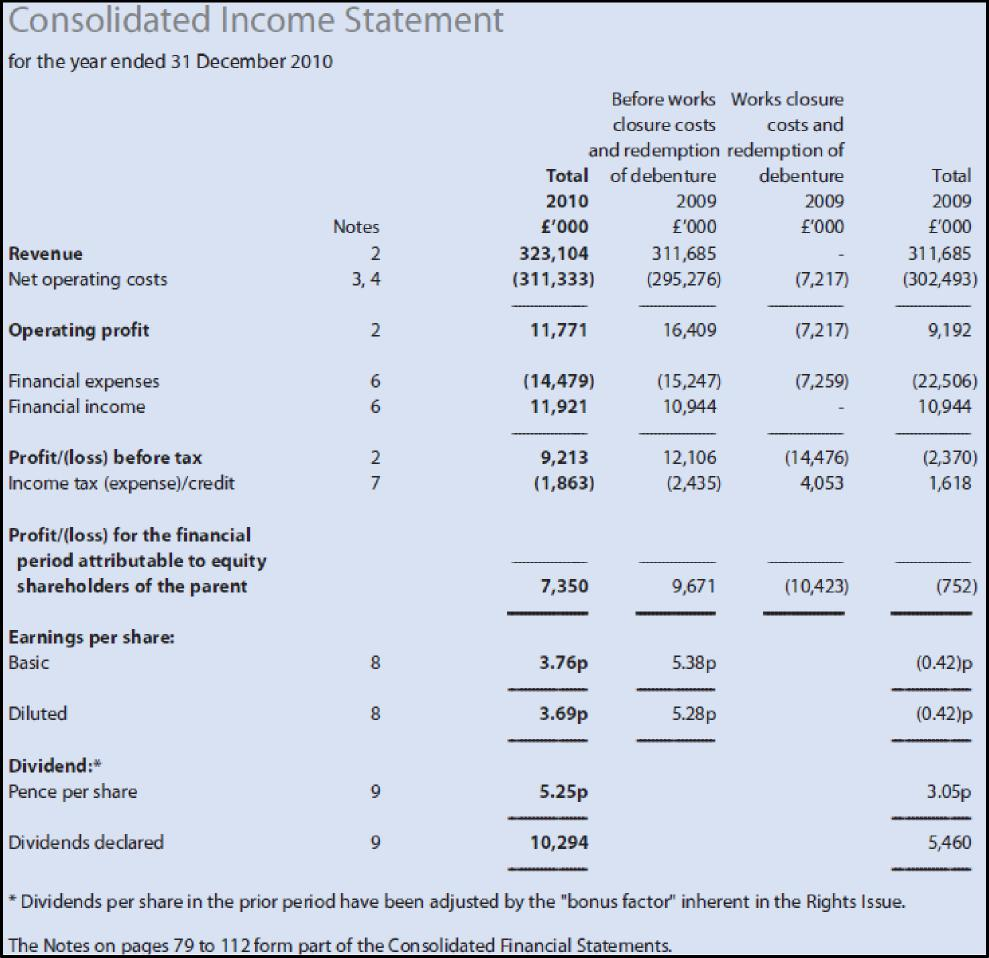 Consolidated Income Statement
for the year ended 31 December 2010
Before works Works closure
closure costs costs and
and redemption redemption of
Total of debenture debenture Total
2010 2009 2009 2009
Notes £'000 £'000 £'000 £'000
Revenue 2 323,104 311,685 - 311,685
Net operating costs 3, 4 (311,333) (295,276) (7,217) (302,493)
Operating profit 2 11,771 16,409 (7,217) 9,192
Financial expenses 6 (14,479) (15,247) (7,259) (22,506)
Financial income 6 11,921 10,944 - 10,944
Profit/(loss) before tax 2 9,213 12,106 (14,476) (2,370)
Income tax (expense)/credit 7 (1,863) (2,435) 4,053 1,618
Profit/(loss) for the financial
period attributable to equity
shareholders of the parent 7,350 9,671 (10,423) (752)
Earnings per share:
Basic 8 3.76p 5.38p (0.42)p
Diluted 8 3.69p 5.28p (0.42)p
Dividend:*
Pence per share 9 5.25p 3.05p
Dividends declared 9 10,294 5,460
* Dividends per share in the prior period have been adjusted by the "bonus factor" inherent in the Rights Issue.
The Notes on pages 79 to 112 form part of the Consolidated Financial Statements.